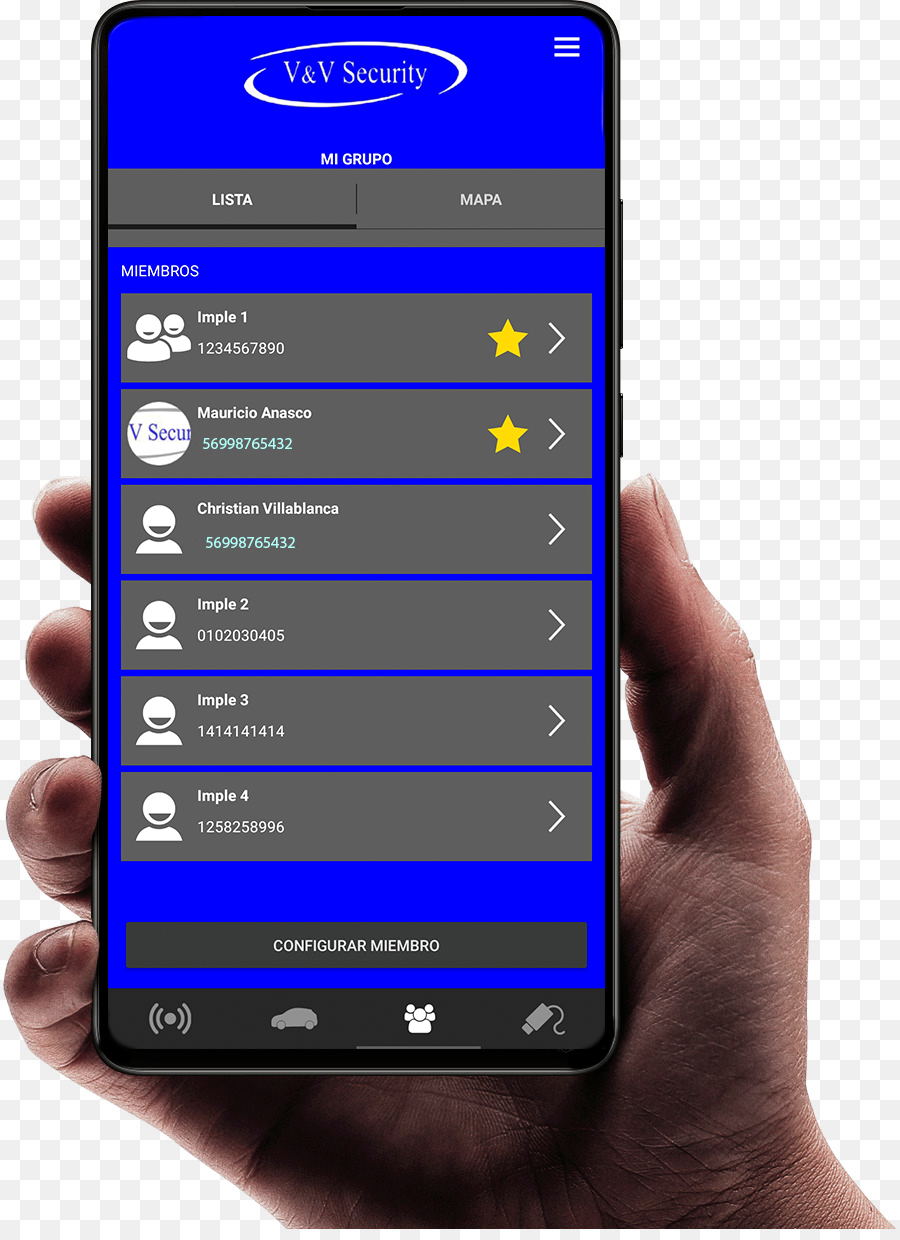 V&V Security
MI GRUPO
LISTA
MAPA
MIEMBROS
Imple 1
1234567890
V Secur
Mauricio Anasco
56998765432
Christian Villablanca
56998765432
Imple 2
0102030405
Imple 3
1414141414
Imple 4
1258258996
CONFIGURAR MIEMBRO